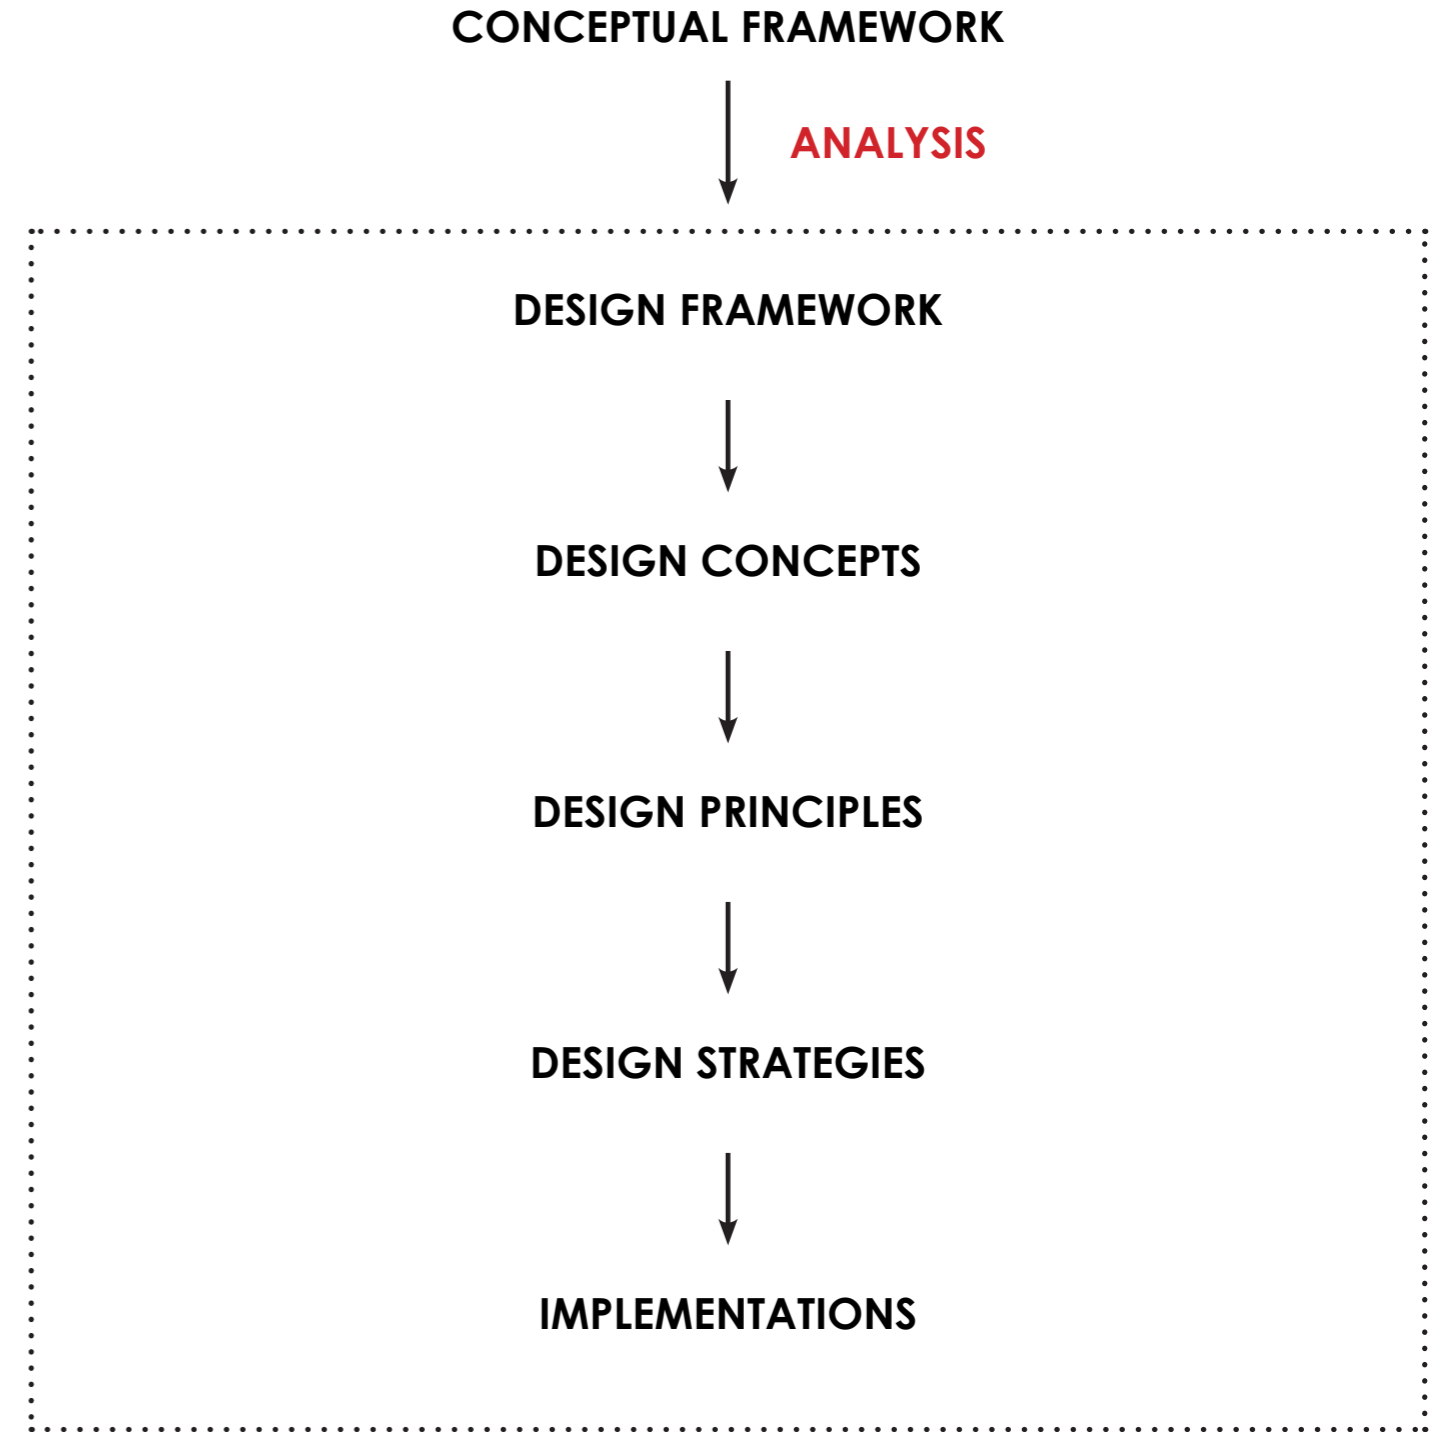 CONCEPTUAL FRAMEWORK
ANALYSIS
DESIGN FRAMEWORK
DESIGN CONCEPTS
DESIGN PRINCIPLES
DESIGN STRATEGIES
IMPLEMENTATIONS